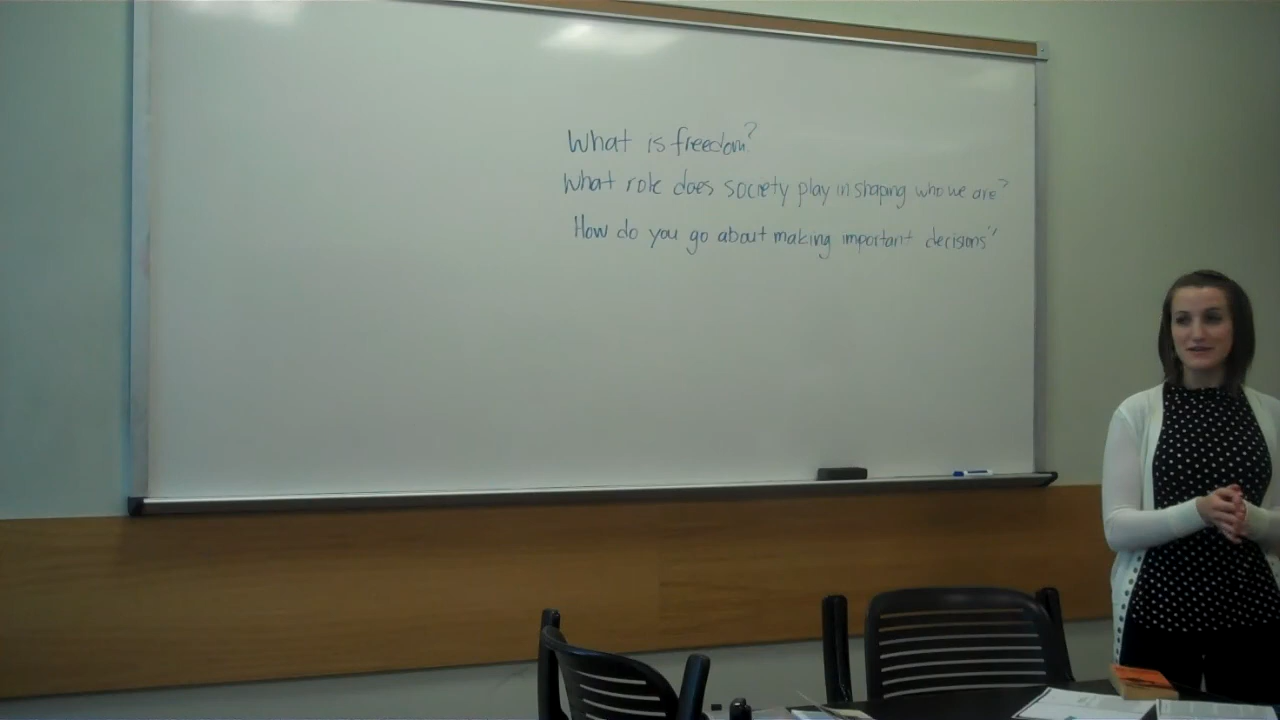 What is freedom?
What role does society play in shaping who we are?
How do you go about making important decisions?